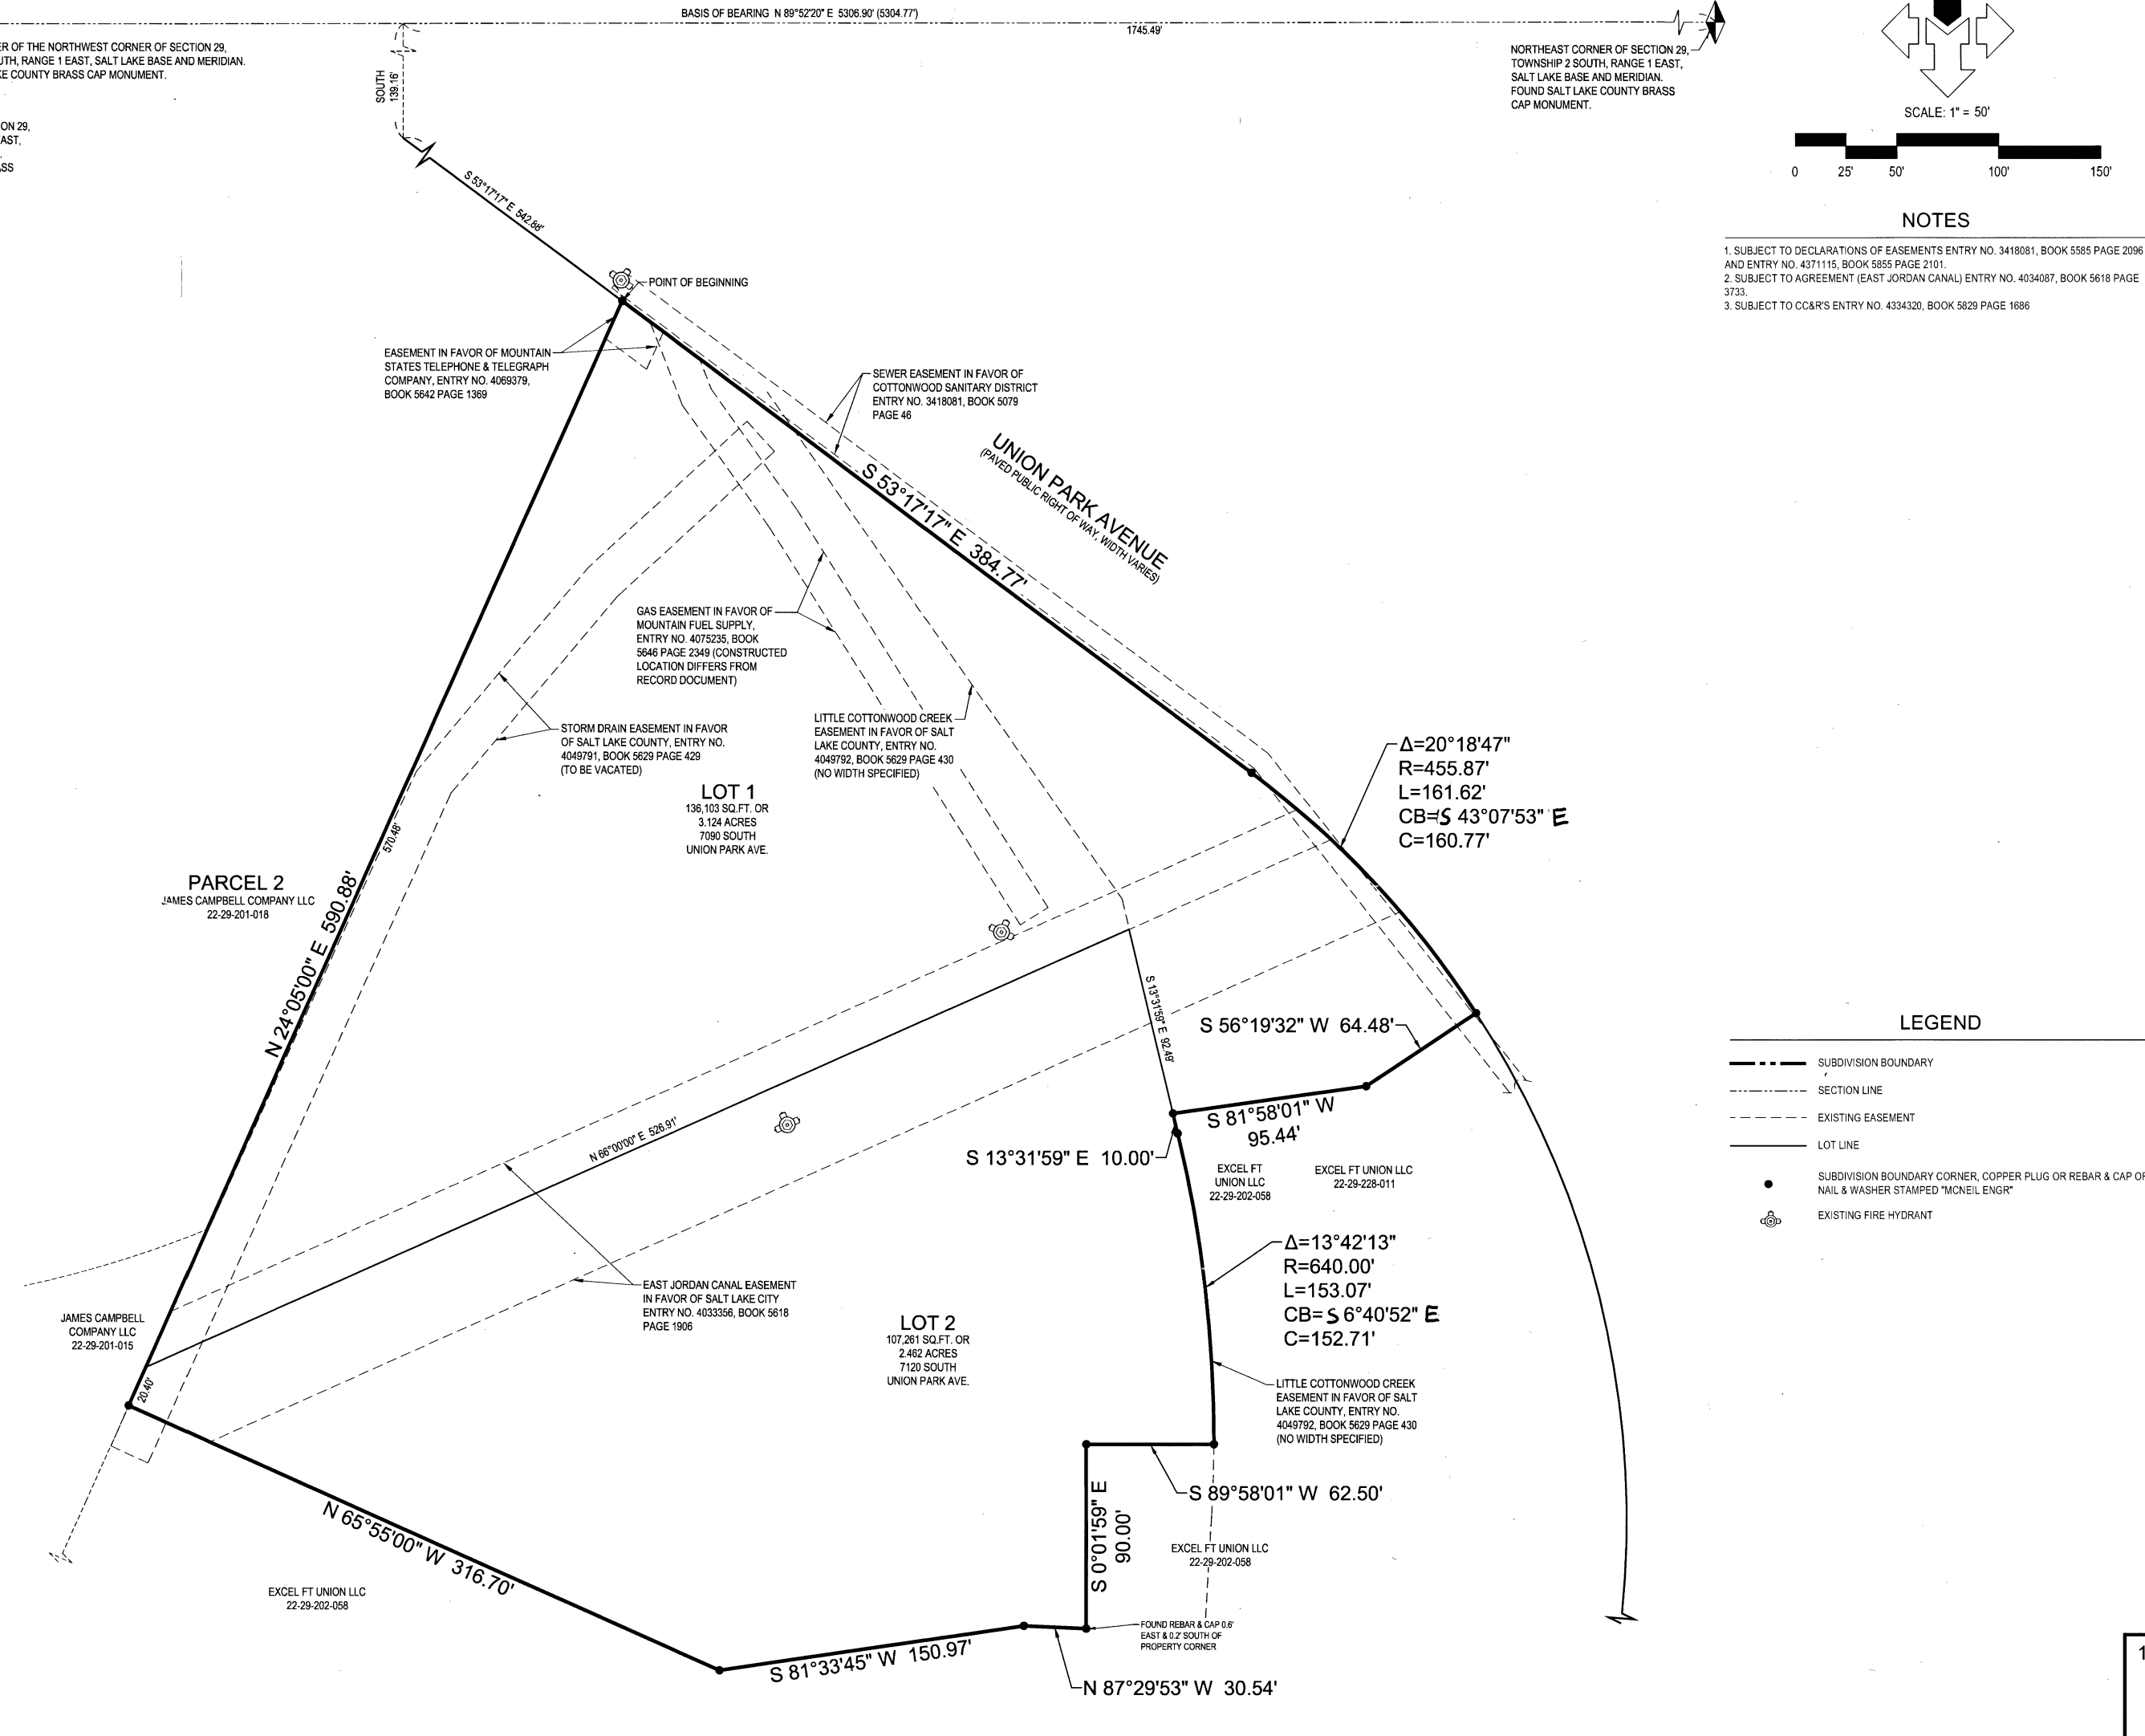 BASIS OF BEARING N 89°52'20" E 5306.90' (5304.77')
1745.49'
ER OF THE NORTHWEST CORNER OF SECTION 29,
UTH, RANGE 1 EAST, SALT LAKE BASE AND MERIDIAN.
KE COUNTY BRASS CAP MONUMENT.
ON 29,
AST,
ASS
SOUTH
139.16'
NORTHEAST CORNER OF SECTION 29,
TOWNSHIP 2 SOUTH, RANGE 1 EAST,
SALT LAKE BASE AND MERIDIAN.
FOUND SALT LAKE COUNTY BRASS
CAP MONUMENT.
SCALE: 1" = 50'
0 25' 50' 100' 150'
NOTES
1. SUBJECT TO DECLARATIONS OF EASEMENTS ENTRY NO. 3418081, BOOK 5585 PAGE 2096
AND ENTRY NO. 4371115, BOOK 5855 PAGE 2101.
2. SUBJECT TO AGREEMENT (EAST JORDAN CANAL) ENTRY NO. 4034087, BOOK 5618 PAGE
3733.
3. SUBJECT TO CC&R'S ENTRY NO. 4334320, BOOK 5829 PAGE 1686
S 53°17'17" E 542.88'
POINT OF BEGINNING
EASEMENT IN FAVOR OF MOUNTAIN
STATES TELEPHONE & TELEGRAPH
COMPANY, ENTRY NO. 4069379,
BOOK 5642 PAGE 1369
SEWER EASEMENT IN FAVOR OF
COTTONWOOD SANITARY DISTRICT
ENTRY NO. 3418081, BOOK 5079
PAGE 46
UNION PARK AVENUE
(PAVED PUBLIC RIGHT OF WAY, WIDTH VARIES)
S 53°17'17" E 384.77'
GAS EASEMENT IN FAVOR OF
MOUNTAIN FUEL SUPPLY,
ENTRY NO. 4075235, BOOK
5646 PAGE 2349 (CONSTRUCTED
LOCATION DIFFERS FROM
RECORD DOCUMENT)
STORM DRAIN EASEMENT IN FAVOR
OF SALT LAKE COUNTY, ENTRY NO.
4049791, BOOK 5629 PAGE 429
(TO BE VACATED)
LITTLE COTTONWOOD CREEK
EASEMENT IN FAVOR OF SALT
LAKE COUNTY, ENTRY NO.
4049792, BOOK 5629 PAGE 430
(NO WIDTH SPECIFIED)
Δ=20°18'47"
R=455.87'
L=161.62'
CB=S 43°07'53" E
C=160.77'
LOT 1
136,103 SQ.FT. OR
3.124 ACRES
7090 SOUTH
UNION PARK AVE.
570.48'
PARCEL 2
JAMES CAMPBELL COMPANY LLC
22-29-201-018
N 24°05'00" E 590.88'
S 13°31'59" E 92.49'
S 56°19'32" W 64.48'
S 81°58'01" W
95.44'
N 66°00'00" E 526.91'
S 13°31'59" E 10.00'
EXCEL FT
UNION LLC
22-29-202-058
EXCEL FT UNION LLC
22-29-228-011
LEGEND
SUBDIVISION BOUNDARY
SECTION LINE
EXISTING EASEMENT
LOT LINE
SUBDIVISION BOUNDARY CORNER, COPPER PLUG OR REBAR & CAP OR
NAIL & WASHER STAMPED "MCNEIL ENGR"
EXISTING FIRE HYDRANT
Δ=13°42'13"
R=640.00'
L=153.07'
CB= S 6°40'52" E
C=152.71'
EAST JORDAN CANAL EASEMENT
IN FAVOR OF SALT LAKE CITY
ENTRY NO. 4033356, BOOK 5618
PAGE 1906
JAMES CAMPBELL
COMPANY LLC
22-29-201-015
20.40'
LOT 2
107,261 SQ.FT. OR
2.462 ACRES
7120 SOUTH
UNION PARK AVE.
LITTLE COTTONWOOD CREEK
EASEMENT IN FAVOR OF SALT
LAKE COUNTY, ENTRY NO.
4049792, BOOK 5629 PAGE 430
(NO WIDTH SPECIFIED)
S 89°58'01" W 62.50'
S 0°01'59" E
90.00'
N 65°55'00" W 316.70'
EXCEL FT UNION LLC
22-29-202-058
EXCEL FT UNION LLC
22-29-202-058
FOUND REBAR & CAP 0.6'
EAST & 0.2' SOUTH OF
PROPERTY CORNER
S 81°33'45" W 150.97'
N 87°29'53" W 30.54'
1